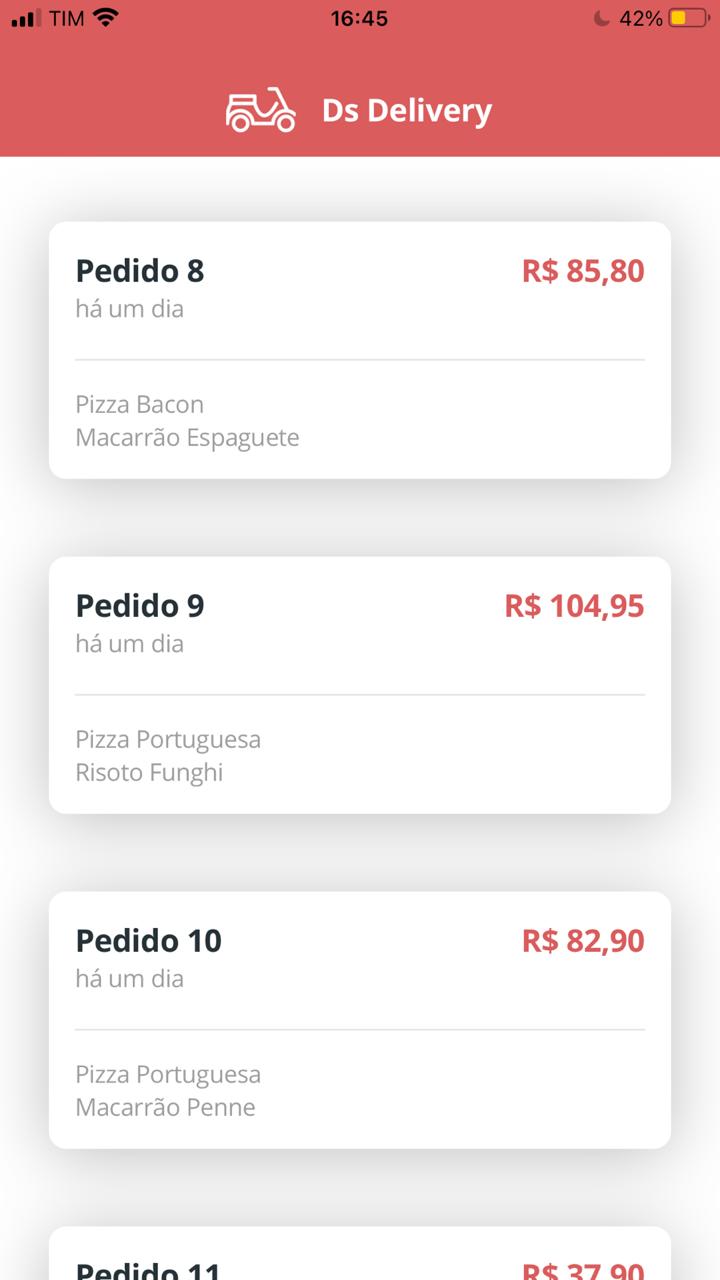 TIM 16:45 42%
Ds Delivery
Pedido 8 R$ 85,80
há um dia
Pizza Bacon
Macarrão Espaguete
Pedido 9 R$ 104,95
há um dia
Pizza Portuguesa
Risoto Funghi
Pedido 10 R$ 82,90
há um dia
Pizza Portuguesa
Macarrão Penne
Pedido 11 R$ 37,90